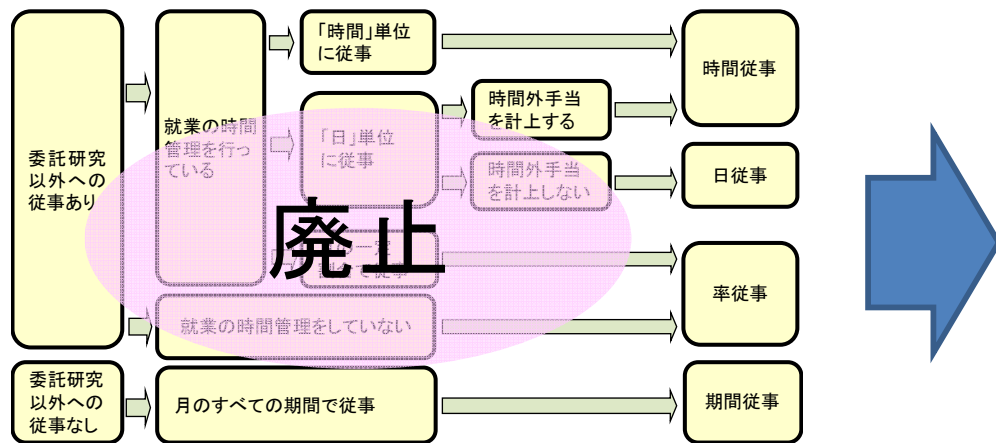 「時間」単位
に従事
時間従事
時間外手当
を計上する
就業の時間
管理を行っ
ている
「日」単位
に従事
委託研究
以外への
従事あり
時間外手当
を計上しない
日従事
廃止
率従事
就業の時間管理をしていない
委託研究
以外への
従事なし
月のすべての期間で従事
期間従事